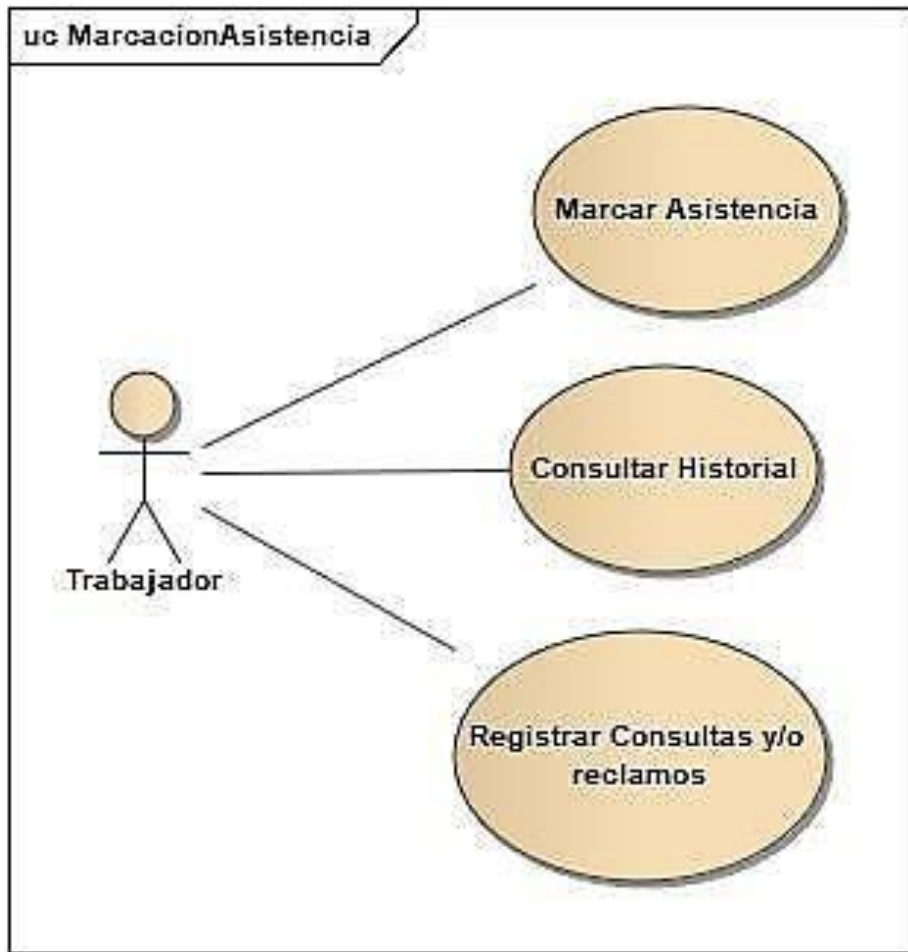 uc MarcacionAsistencia
Marcar Asistencia
Consultar Historial
Trabajador
Registrar Consultas y/o
reclamos